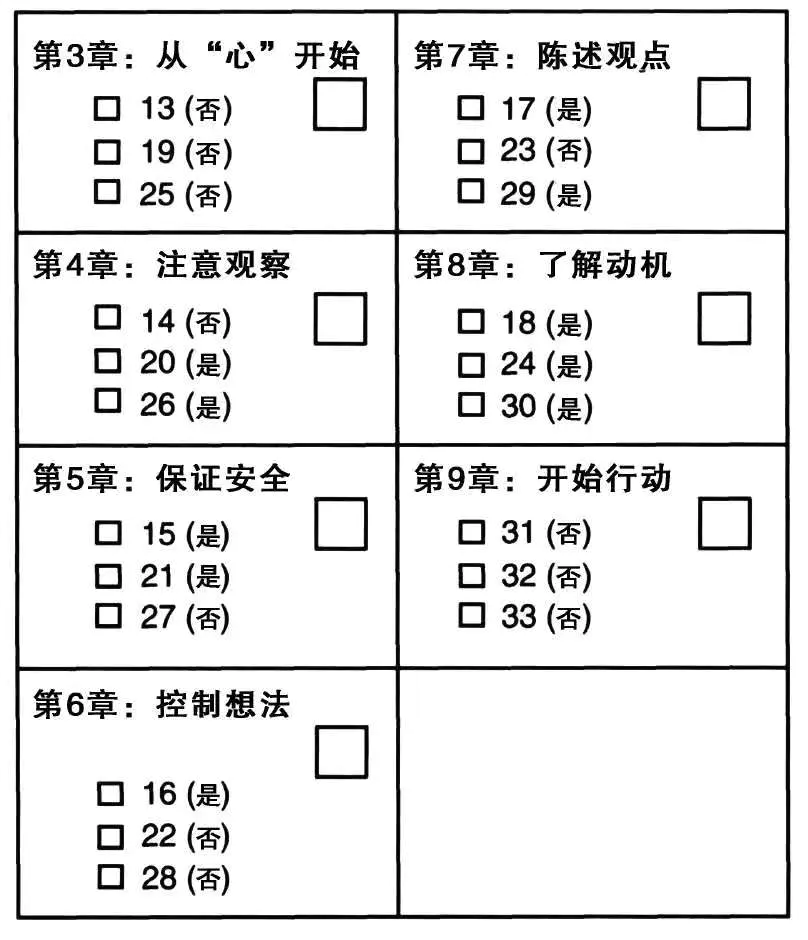 第3章：从“心”开始
□ 13 (否)
□ 19 (否)
□ 25 (否)
第4章：注意观察
□ 14 (否)
□ 20 (是)
□ 26 (是)
第5章：保证安全
□ 15 (是)
□ 21 (是)
□ 27 (否)
第6章：控制想法
□ 16 (是)
□ 22 (否)
□ 28 (否)
第7章：陈述观点
□ 17 (是)
□ 23 (否)
□ 29 (是)
第8章：了解动机
□ 18 (是)
□ 24 (是)
□ 30 (是)
第9章：开始行动
□ 31 (否)
□ 32 (否)
□ 33 (否)